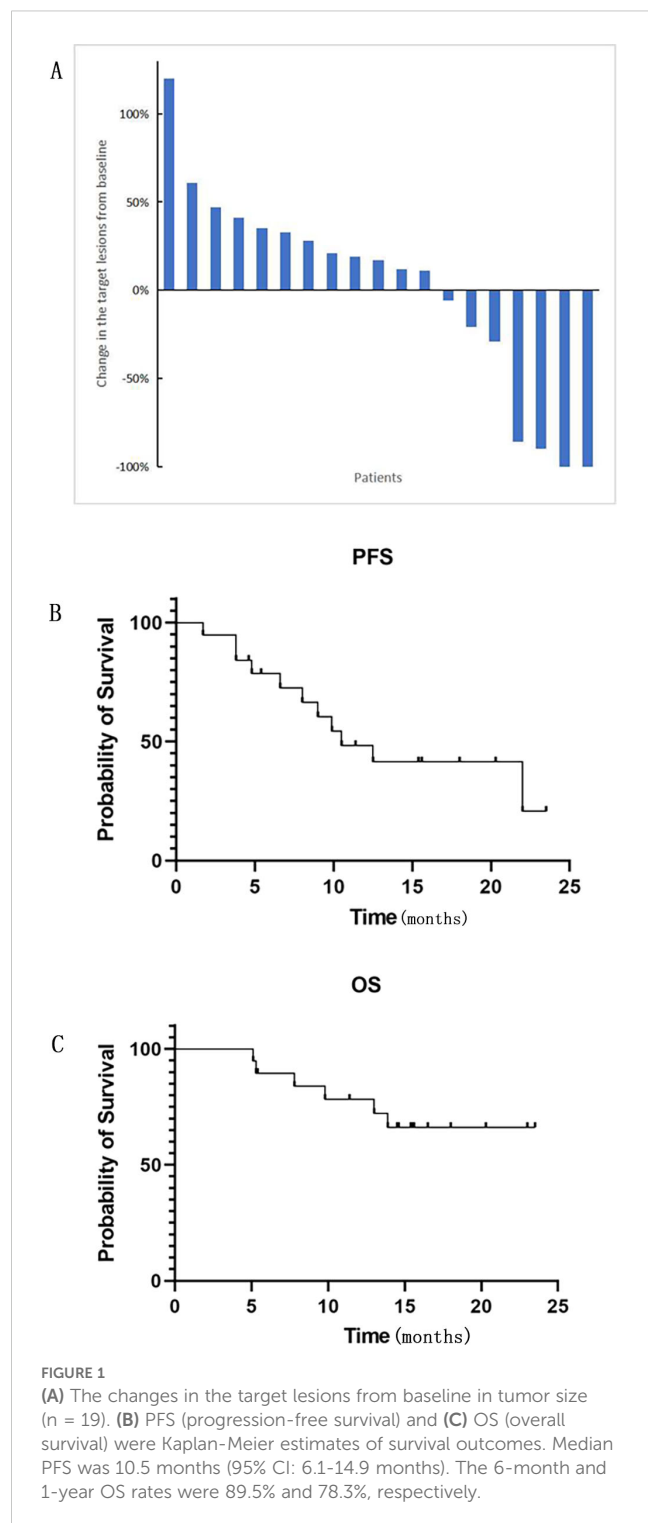 A
Change in the target lesions from baseline
100%
50%
0%
-50%
-100%
Patients
PFS
B
Probability of Survival
100
50
0
0 5 10 15 20 25
Time (months)
OS
C
Probability of Survival
100
50
0
0 5 10 15 20 25
Time (months)
FIGURE 1
(A) The changes in the target lesions from baseline in tumor size
(n = 19). (B) PFS (progression-free survival) and (C) OS (overall
survival) were Kaplan-Meier estimates of survival outcomes. Median
PFS was 10.5 months (95% CI: 6.1-14.9 months). The 6-month and
1-year OS rates were 89.5% and 78.3%, respectively.